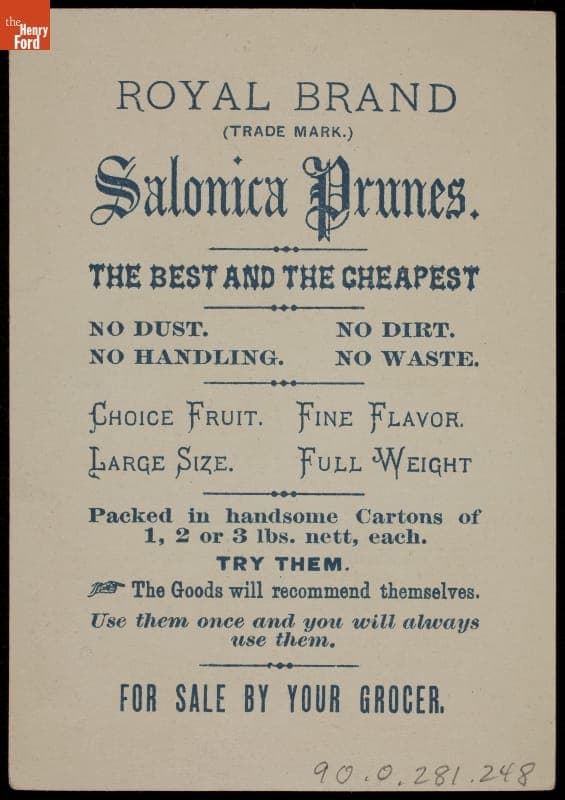 the
Henry
Ford
ROYAL BRAND
(TRADE MARK.)
Salonica Prunes.
THE BEST AND THE CHEAPEST
NO DUST. NO DIRT.
NO HANDLING. NO WASTE.
CHOICE FRUIT. FINE FLAVOR.
LARGE SIZE. FULL WEIGHT
Packed in handsome Cartons of
1, 2 or 3 lbs. nett, each.
TRY THEM.
The Goods will recommend themselves.
Use them once and you will always
use them.
FOR SALE BY YOUR GROCER.
90.0.281.248